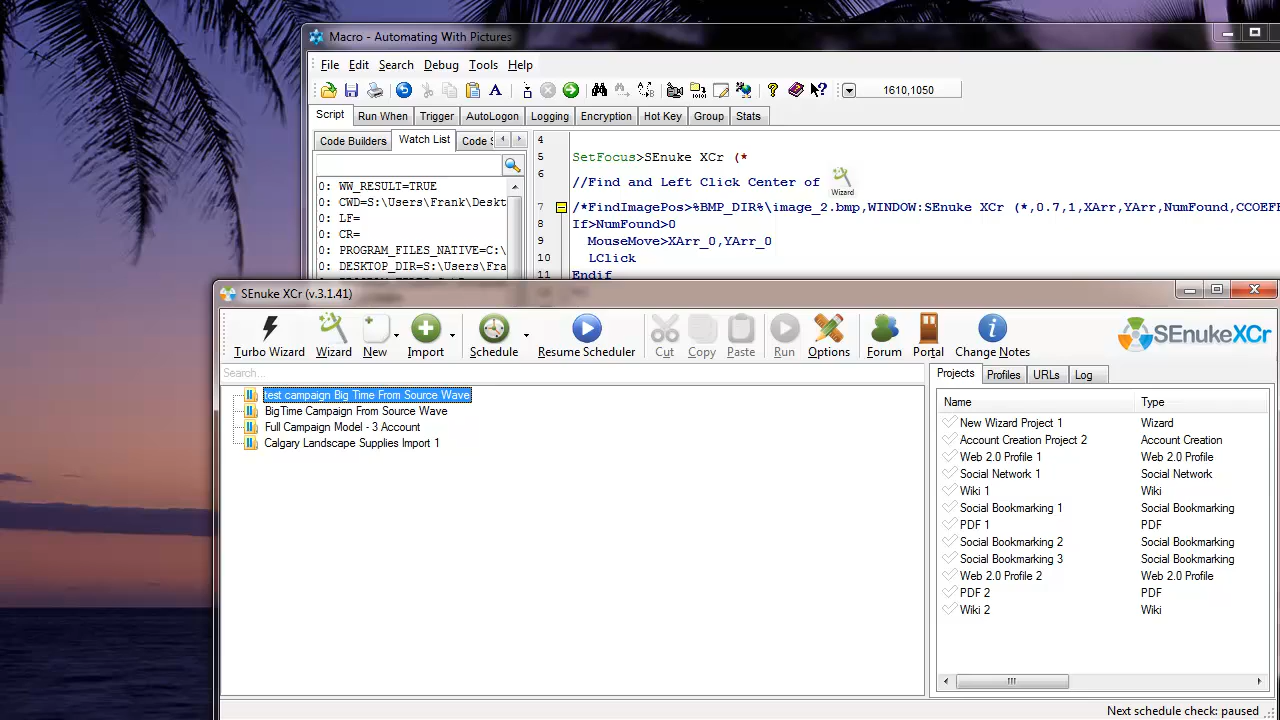 Macro - Automating With Pictures
File Edit Search Debug Tools Help
1610,1050
Script Run When Trigger AutoLogon Logging Encryption Hot Key Group Stats
Code Builders Watch List Code S
0: WW_RESULT=TRUE
0: CWD=S:\Users\Frank\Deskt
0: LF=
0: CR=
0: PROGRAM_FILES_NATIVE=C:\
0: DESKTOP_DIR=S:\Users\Fra
4
5 SetFocus>SEnuke XCr (*
6 //Find and Left Click Center of Wizard
7 /*FindImagePos>%BMP_DIR%\image_2.bmp,WINDOW:SEnuke XCr (*,0.7,1,XArr,YArr,NumFound,CCOEFF
8 If>NumFound>0
9 MouseMove>XArr_0,YArr_0
10 LClick
11 Endif
SEnuke XCr (v.3.1.41)
Turbo Wizard Wizard New Import Schedule Resume Scheduler Cut Copy Paste Run Options Forum Portal Change Notes SEnukeXCr
Search...
test campaign Big Time From Source Wave
BigTime Campaign From Source Wave
Full Campaign Model - 3 Account
Calgary Landscape Supplies Import 1
Projects Profiles URLs Log
Name Type
New Wizard Project 1 Wizard
Account Creation Project 2 Account Creation
Web 2.0 Profile 1 Web 2.0 Profile
Social Network 1 Social Network
Wiki 1 Wiki
Social Bookmarking 1 Social Bookmarking
PDF 1 PDF
Social Bookmarking 2 Social Bookmarking
Social Bookmarking 3 Social Bookmarking
Web 2.0 Profile 2 Web 2.0 Profile
PDF 2 PDF
Wiki 2 Wiki
Next schedule check: paused